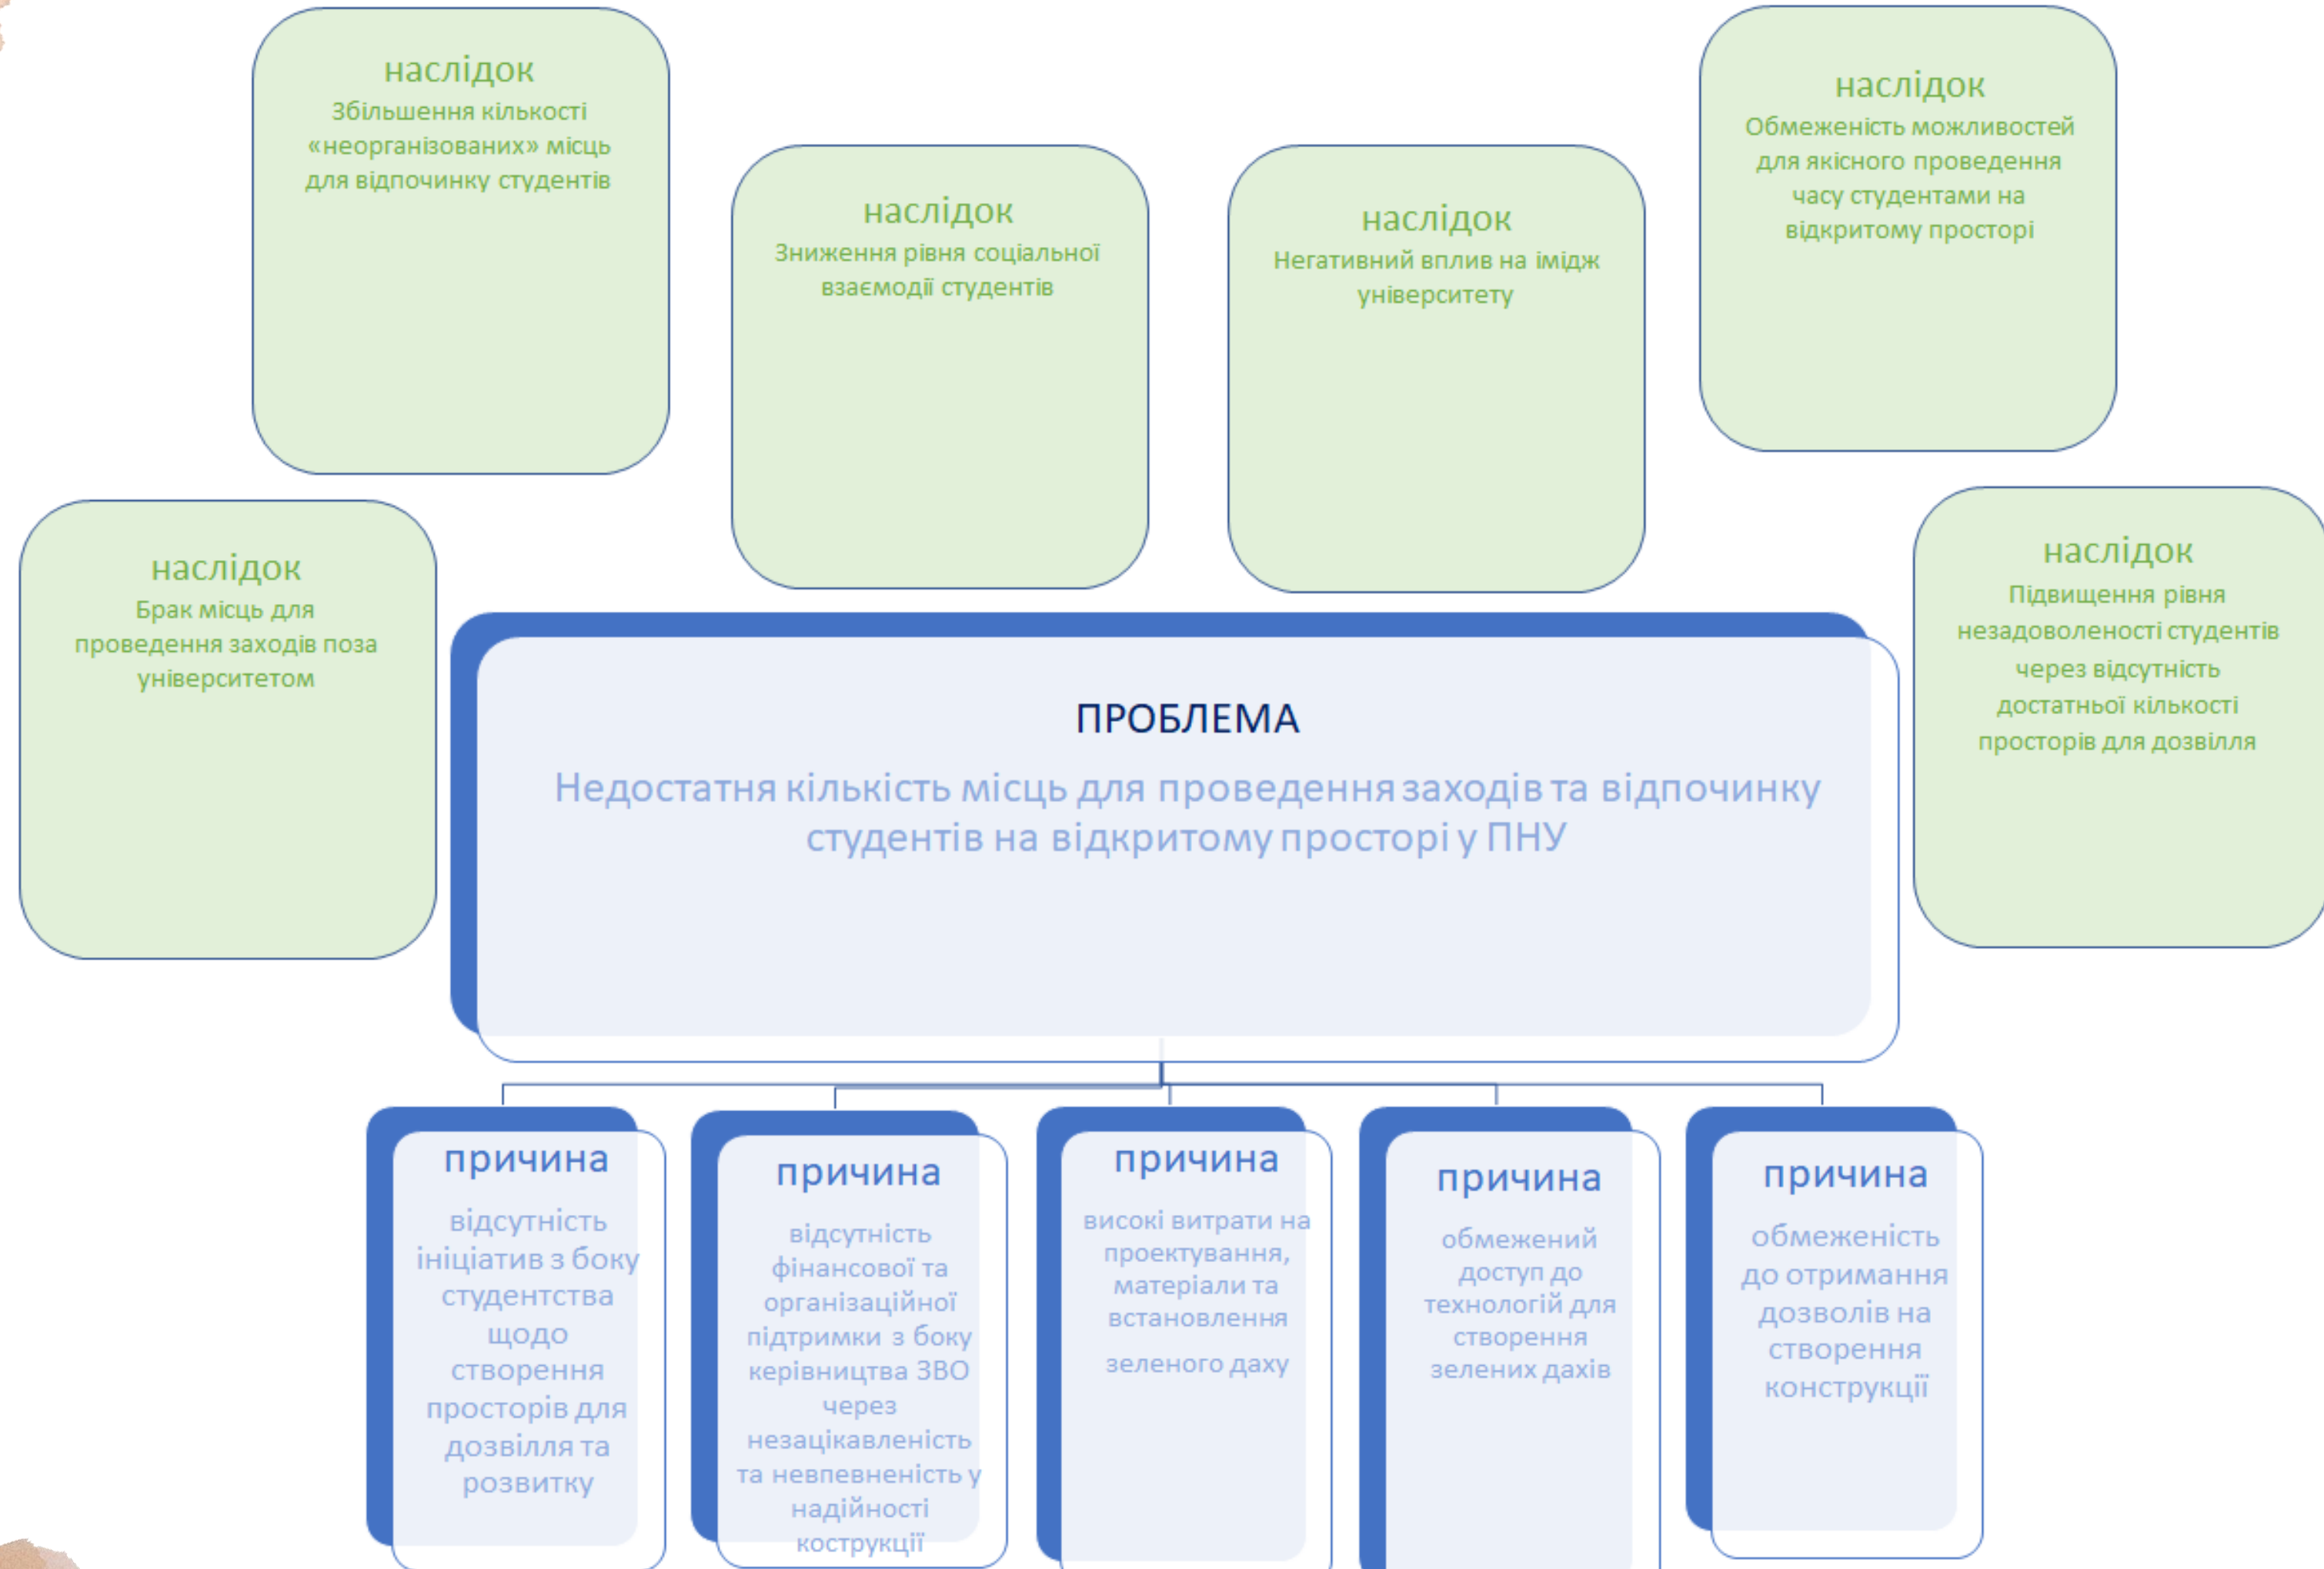 наслідок
Збільшення кількості
«неорганізованих» місць
для відпочинку студентів
наслідок
Зниження рівня соціальної
взаємодії студентів
наслідок
Негативний вплив на імідж
університету
наслідок
Обмеженість можливостей
для якісного проведення
часу студентами на
відкритому просторі
наслідок
Брак місць для
проведення заходів поза
університетом
наслідок
Підвищення рівня
незадоволеності студентів
через відсутність
достатньої кількості
просторів для дозвілля
ПРОБЛЕМА
Недостатня кількість місць для проведення заходів та відпочинку
студентів на відкритому просторі у ПНУ
причина
відсутність
ініціатив з боку
студентства
щодо
створення
просторів для
дозвілля та
розвитку
причина
відсутність
фінансової та
організаційної
підтримки з боку
керівництва ЗВО
через
незацікавленість
та невпевненість у
надійності
кострукції
причина
високі витрати на
проектування,
матеріали та
встановлення
зеленого даху
причина
обмежений
доступ до
технологій для
створення
зелених дахів
причина
обмеженість
до отримання
дозволів на
створення
конструкції